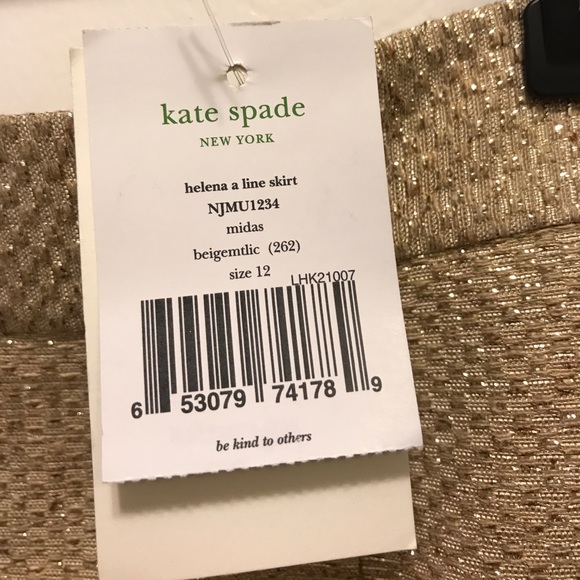 kate spade
NEW YORK
helena a line skirt
NJMU1234
midas
beigemtlic (262)
size 12
LHK21007
6 53079 74178 9
be kind to others